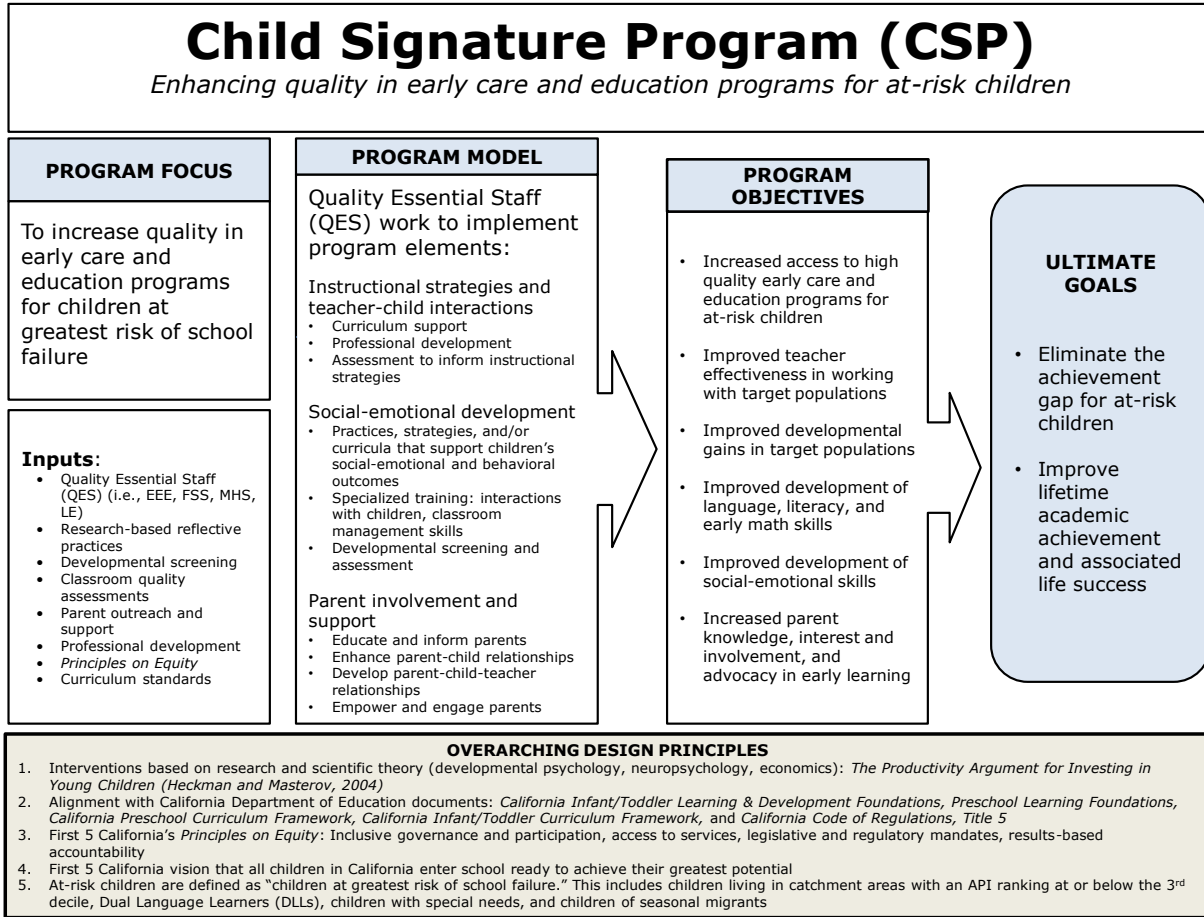 Child Signature Program (CSP)
Enhancing quality in early care and education programs for at-risk children
PROGRAM FOCUS
To increase quality in
early care and
education programs
for children at
greatest risk of school
failure
Inputs:
• Quality Essential Staff
(QES) (i.e., EEE, FSS, MHS,
LE)
• Research-based reflective
practices
• Developmental screening
• Classroom quality
assessments
• Parent outreach and
support
• Professional development
• Principles on Equity
• Curriculum standards
PROGRAM MODEL
Quality Essential Staff
(QES) work to implement
program elements:
Instructional strategies and
teacher-child interactions
• Curriculum support
• Professional development
• Assessment to inform instructional
strategies
Social-emotional development
• Practices, strategies, and/or
curricula that support children’s
social-emotional and behavioral
outcomes
• Specialized training: interactions
with children, classroom
management skills
• Developmental screening and
assessment
Parent involvement and
support
• Educate and inform parents
• Enhance parent-child relationships
• Develop parent-child-teacher
relationships
• Empower and engage parents
PROGRAM
OBJECTIVES
• Increased access to high
quality early care and
education programs for
at-risk children
• Improved teacher
effectiveness in working
with target populations
• Improved developmental
gains in target populations
• Improved development of
language, literacy, and
early math skills
• Improved development of
social-emotional skills
• Increased parent
knowledge, interest and
involvement, and
advocacy in early learning
ULTIMATE
GOALS
• Eliminate the
achievement
gap for at-risk
children
• Improve
lifetime
academic
achievement
and associated
life success
OVERARCHING DESIGN PRINCIPLES
1. Interventions based on research and scientific theory (developmental psychology, neuropsychology, economics): The Productivity Argument for Investing in
Young Children (Heckman and Masterov, 2004)
2. Alignment with California Department of Education documents: California Infant/Toddler Learning & Development Foundations, Preschool Learning Foundations,
California Preschool Curriculum Framework, California Infant/Toddler Curriculum Framework, and California Code of Regulations, Title 5
3. First 5 California’s Principles on Equity: Inclusive governance and participation, access to services, legislative and regulatory mandates, results-based
accountability
4. First 5 California vision that all children in California enter school ready to achieve their greatest potential
5. At-risk children are defined as “children at greatest risk of school failure.” This includes children living in catchment areas with an API ranking at or below the 3rd
decile, Dual Language Learners (DLLs), children with special needs, and children of seasonal migrants